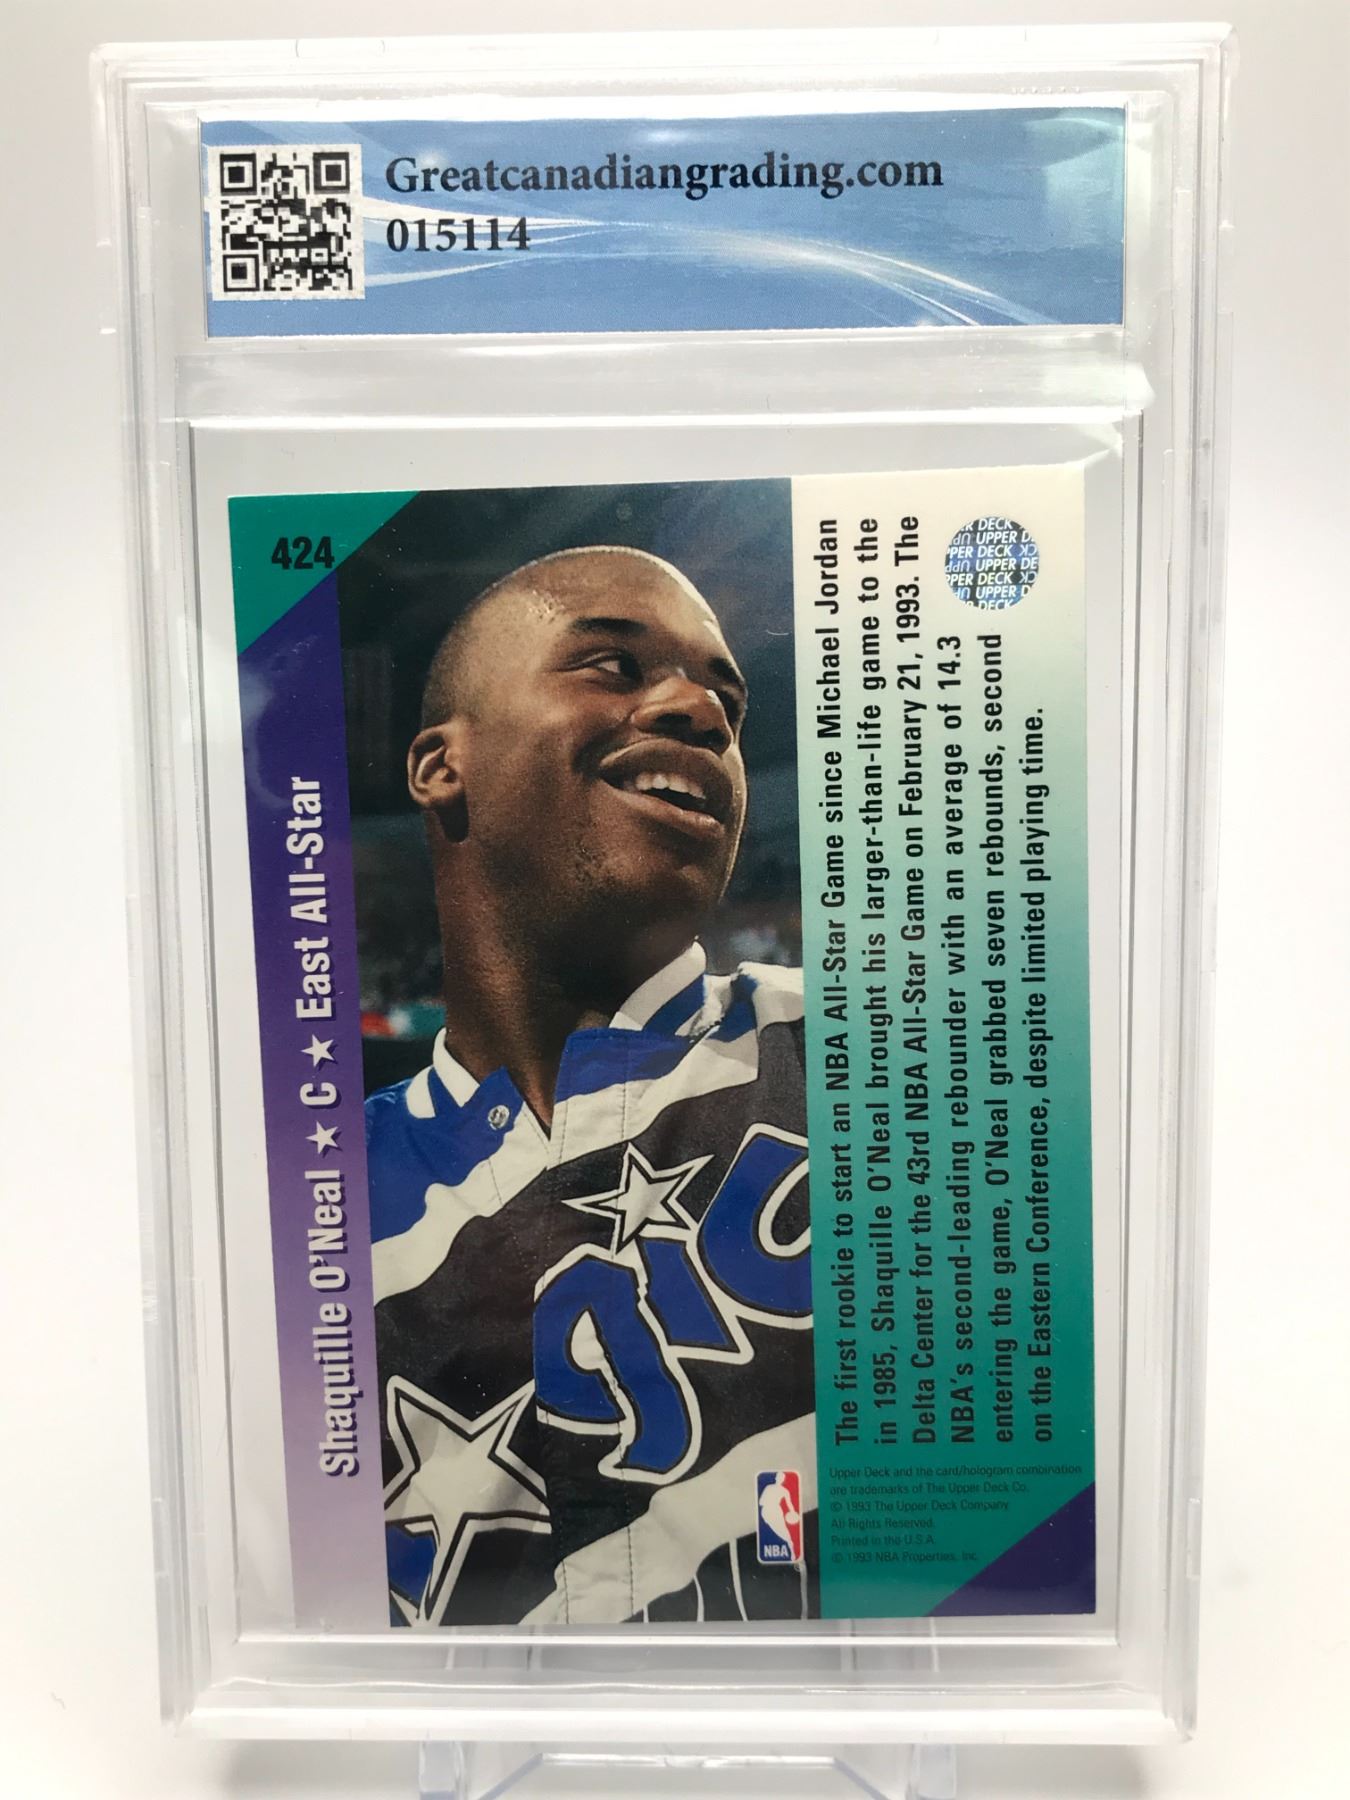 Greatcanadiangrading.com
015114
424
Shaquille O'Neal ★ C ★ East All-Star
The first rookie to start an NBA All-Star Game since Michael Jordan
in 1985, Shaquille O'Neal brought his larger-than-life game to the
Delta Center for the 43rd NBA All-Star Game on February 21, 1993. The
NBA's second-leading rebounder with an average of 14.3
entering the game, O'Neal grabbed seven rebounds, second
on the Eastern Conference, despite limited playing time.
UPPER DECK
Upper Deck and the card/hologram combination
are trademarks of The Upper Deck Co.
© 1993 The Upper Deck Company
All Rights Reserved.
Printed in the U.S.A.
© 1993 NBA Properties, Inc.
NBA